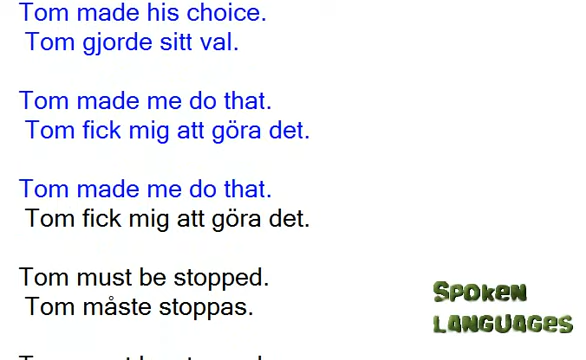 Tom made his choice.
Tom gjorde sitt val.
Tom made me do that.
Tom fick mig att göra det.
Tom made me do that.
Tom fick mig att göra det.
Tom must be stopped.
Tom måste stoppas.
SPOKEN
LANGUAGES